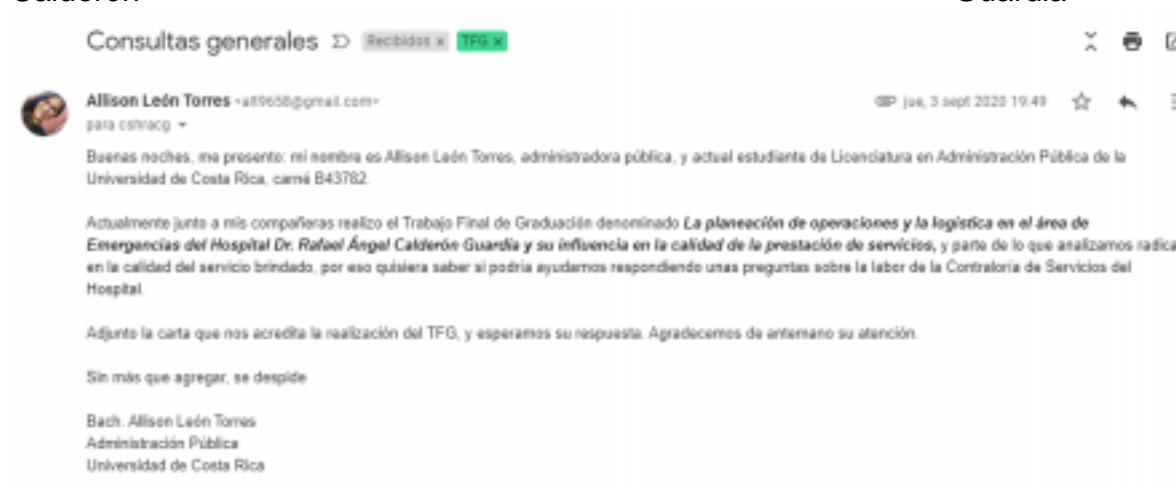 Consultas generales Recibidos x TFG x
Allison León Torres <alt9658@gmail.com> jue, 3 sept 2020 19:49
para cshracg
Buenas noches, me presento: mi nombre es Allison León Torres, administradora pública, y actual estudiante de Licenciatura en Administración Pública de la
Universidad de Costa Rica, carné B43782.
Actualmente junto a mis compañeras realizo el Trabajo Final de Graduación denominado La planeación de operaciones y la logística en el área de
Emergencias del Hospital Dr. Rafael Ángel Calderón Guardia y su influencia en la calidad de la prestación de servicios, y parte de lo que analizamos radica
en la calidad del servicio brindado, por eso quisiera saber si podría ayudarnos respondiendo unas preguntas sobre la labor de la Contraloría de Servicios del
Hospital.
Adjunto la carta que nos acredita la realización del TFG, y esperamos su respuesta. Agradecemos de antemano su atención.
Sin más que agregar, se despide
Bach. Allison León Torres
Administración Pública
Universidad de Costa Rica